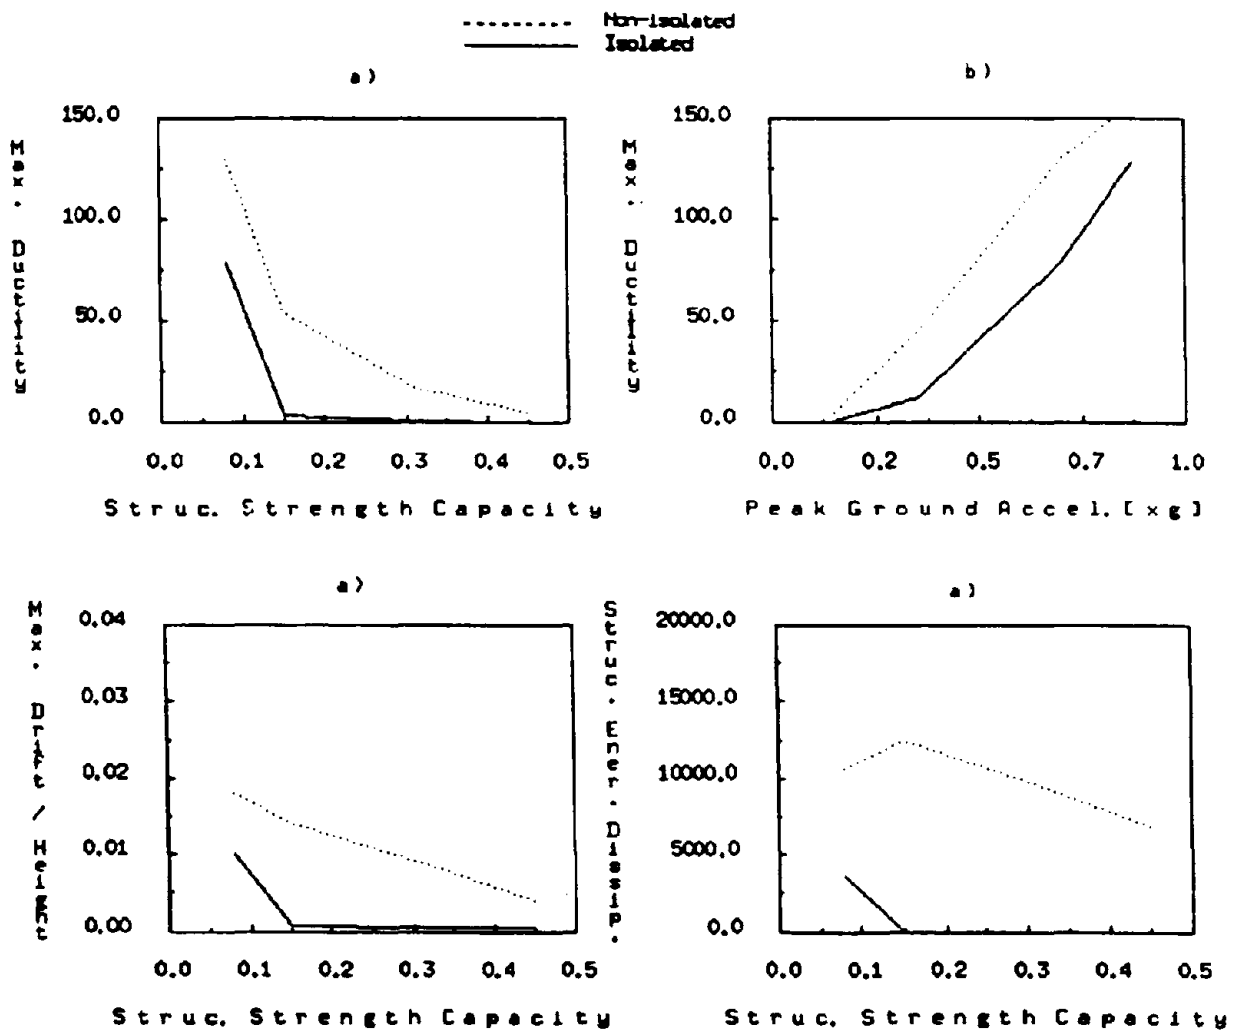 Non-isolated
Isolated
a)
Max. Ductility
150.0
100.0
50.0
0.0
0.0 0.1 0.2 0.3 0.4 0.5
Struc. Strength Capacity
b)
Max. Ductility
150.0
100.0
50.0
0.0
0.0 0.2 0.5 0.7 1.0
Peak Ground Accel. [xg]
a)
Max. Drift / Height
0.04
0.03
0.02
0.01
0.00
0.0 0.1 0.2 0.3 0.4 0.5
Struc. Strength Capacity
a)
Struc. Ener. Dissip.
20000.0
15000.0
10000.0
5000.0
0.0
0.0 0.1 0.2 0.3 0.4 0.5
Struc. Strength Capacity